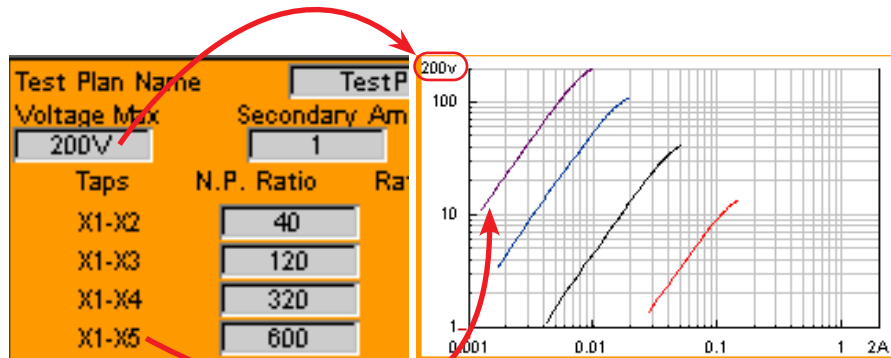 Test Plan Name TestP
Voltage Max Secondary Am
200V 1
Taps N.P. Ratio Ra
X1-X2 40
X1-X3 120
X1-X4 320
X1-X5 600
200v
100
10
1
0.001 0.01 0.1 1 2A